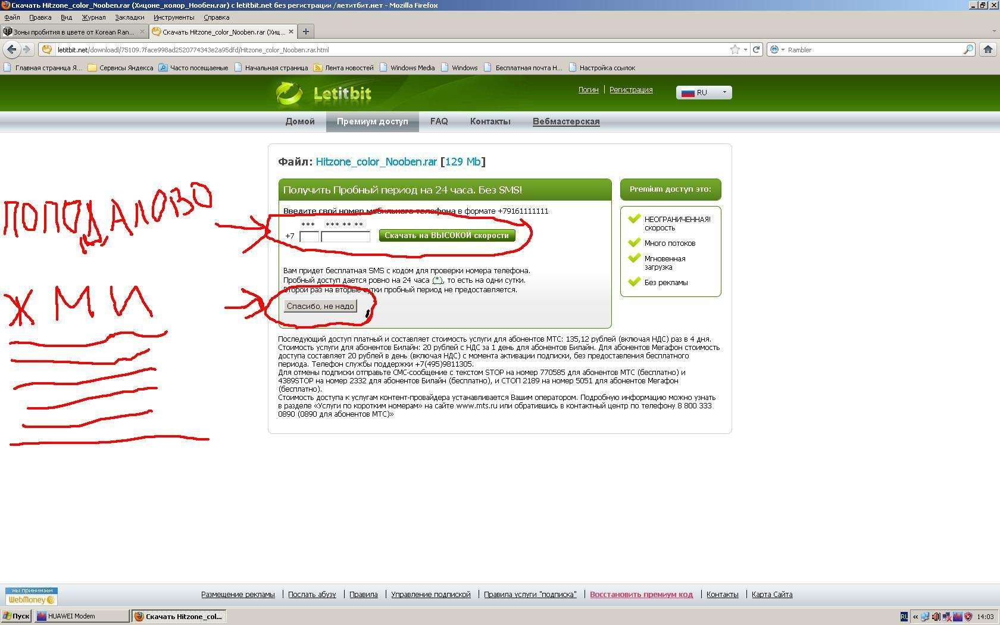 Скачать Hitzone_color_Nooben.rar (Хицоне_колор_Нообен.rar) с letitbit.net без регистрации /летитбит.нет - Mozilla Firefox
Файл Правка Вид Журнал Закладки Инструменты Справка
Зоны пробития в цвете от Korean Ran... Скачать Hitzone_color_Nooben.rar (Хиц...
letitbit.net/download/75109.7face998ad2520774343e2a95dfd/Hitzone_color_Nooben.rar.html Rambler
Главная страница Я... Сервисы Яндекса Часто посещаемые Начальная страница Лента новостей Windows Media Windows Бесплатная почта H... Настройка ссылок
Letitbit Логин Регистрация RU
Домой Премиум доступ FAQ Контакты Вебмастерская
Файл: Hitzone_color_Nooben.rar [129 Mb]
Получить Пробный период на 24 часа. Без SMS!
Введите свой номер мобильного телефона в формате +79161111111
*** *** ** **
+7 Скачать на ВЫСОКОЙ скорости
Вам придет бесплатная SMS с кодом для проверки номера телефона.
Пробный доступ дается ровно на 24 часа (*), то есть на одни сутки.
Второй раз на вторые сутки пробный период не предоставляется.
Спасибо, не надо
Premium доступ это:
НЕОГРАНИЧЕННАЯ!
скорость
Много потоков
Мгновенная
загрузка
Без рекламы
ПОПОДАЛОВО
ЖМИ
Последующий доступ платный и составляет стоимость услуги для абонентов МТС: 135,12 рублей (включая НДС) раз в 4 дня.
Стоимость услуги для абонентов Билайн: 20 рублей с НДС за 1 день для абонентов Билайн. Для абонентов Мегафон стоимость
доступа составляет 20 рублей в день (включая НДС) с момента активации подписки, без предоставления бесплатного
периода. Телефон службы поддержки +7(495)9811305.
Для отмены подписки отправьте СМС-сообщение с текстом STOP на номер 770585 для абонентов МТС (бесплатно) и
4389STOP на номер 2332 для абонентов Билайн (бесплатно), и СТОП 2189 на номер 5051 для абонентов Мегафон
(бесплатно).
Стоимость доступа к услугам контент-провайдера устанавливается Вашим оператором. Подробную информацию можно узнать
в разделе «Услуги по коротким номерам» на сайте www.mts.ru или обратившись в контактный центр по телефону 8 800 333
0890 (0890 для абонентов МТС)»
мы принимаем
WebMoney
Размещение рекламы Послать абузу Правила Управление подпиской Правила услуги "подписка" Восстановить премиум код Контакты Карта Сайта
Пуск HUAWEI Modem Скачать Hitzone_col... RU « 14:03